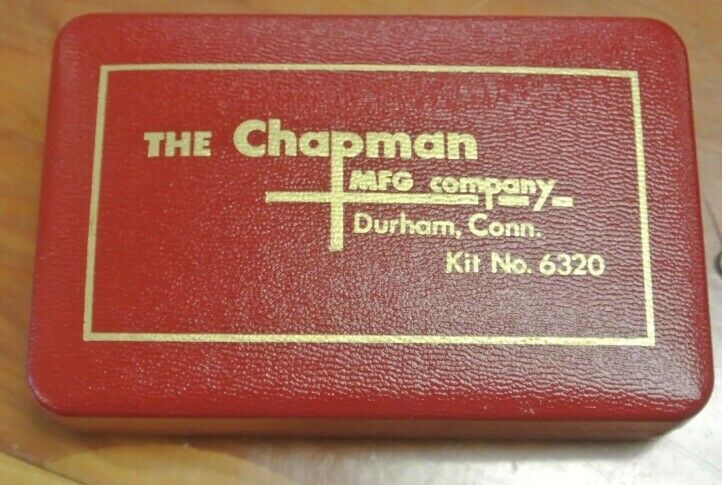 THE Chapman
MFG company
Durham, Conn.
Kit No. 6320